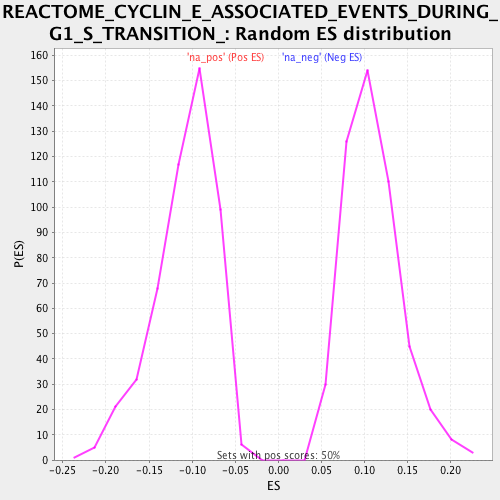 REACTOME_CYCLIN_E_ASSOCIATED_EVENTS_DURING_
G1_S_TRANSITION_: Random ES distribution
'na_pos' (Pos ES) 'na_neg' (Neg ES)
P(ES)
160
150
140
130
120
110
100
90
80
70
60
50
40
30
20
10
0
Sets with pos scores: 50%
-0.25 -0.20 -0.15 -0.10 -0.05 0.00 0.05 0.10 0.15 0.20
ES